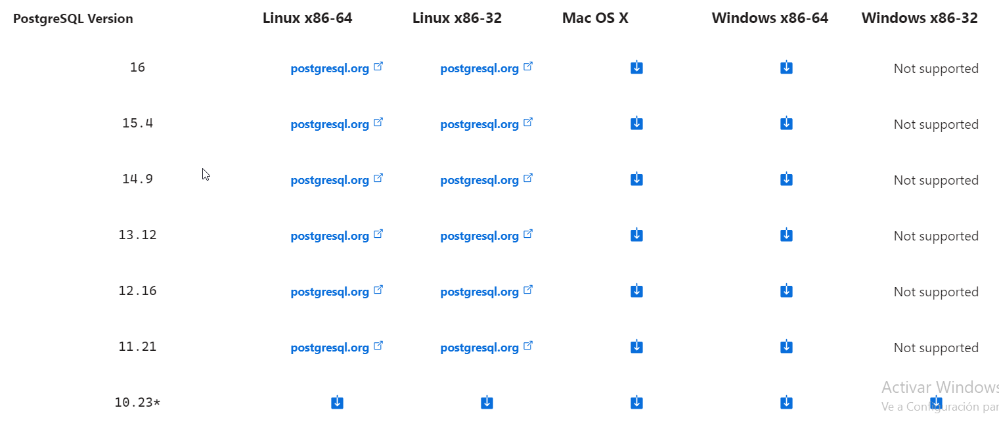 PostgreSQL Version Linux x86-64 Linux x86-32 Mac OS X Windows x86-64 Windows x86-32
16 postgresql.org postgresql.org Not supported
15.4 postgresql.org postgresql.org Not supported
14.9 postgresql.org postgresql.org Not supported
13.12 postgresql.org postgresql.org Not supported
12.16 postgresql.org postgresql.org Not supported
11.21 postgresql.org postgresql.org Not supported
Activar Windows
10.23*
Ve a Configuración par